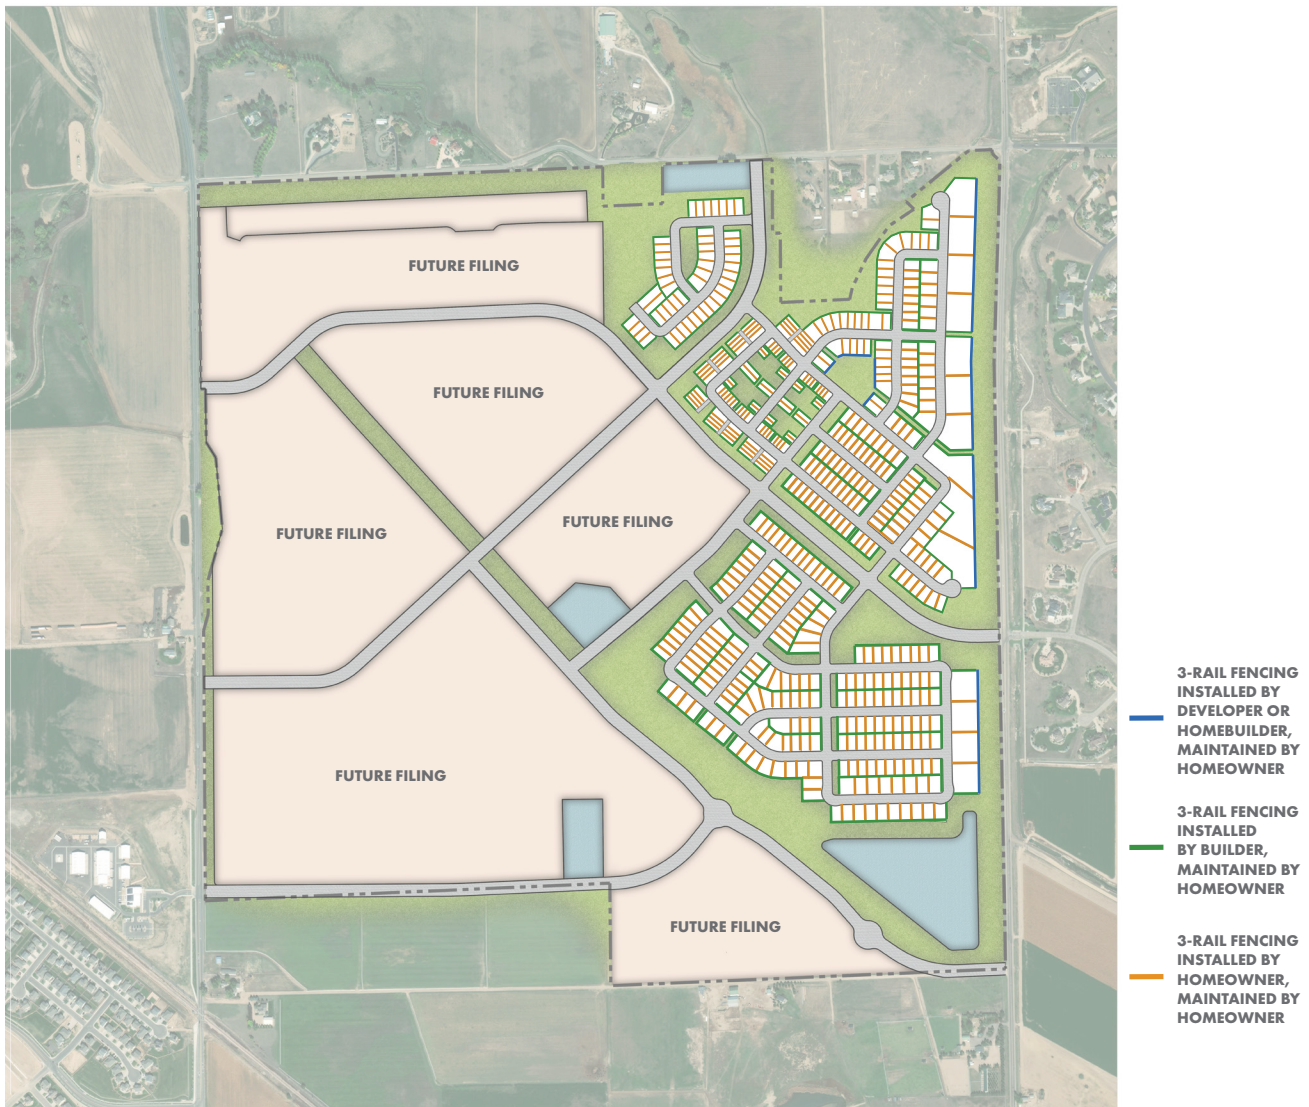 FUTURE FILING
FUTURE FILING
FUTURE FILING
FUTURE FILING
FUTURE FILING
FUTURE FILING
3-RAIL FENCING
INSTALLED BY
DEVELOPER OR
HOMEBUILDER,
MAINTAINED BY
HOMEOWNER
3-RAIL FENCING
INSTALLED
BY BUILDER,
MAINTAINED BY
HOMEOWNER
3-RAIL FENCING
INSTALLED BY
HOMEOWNER,
MAINTAINED BY
HOMEOWNER